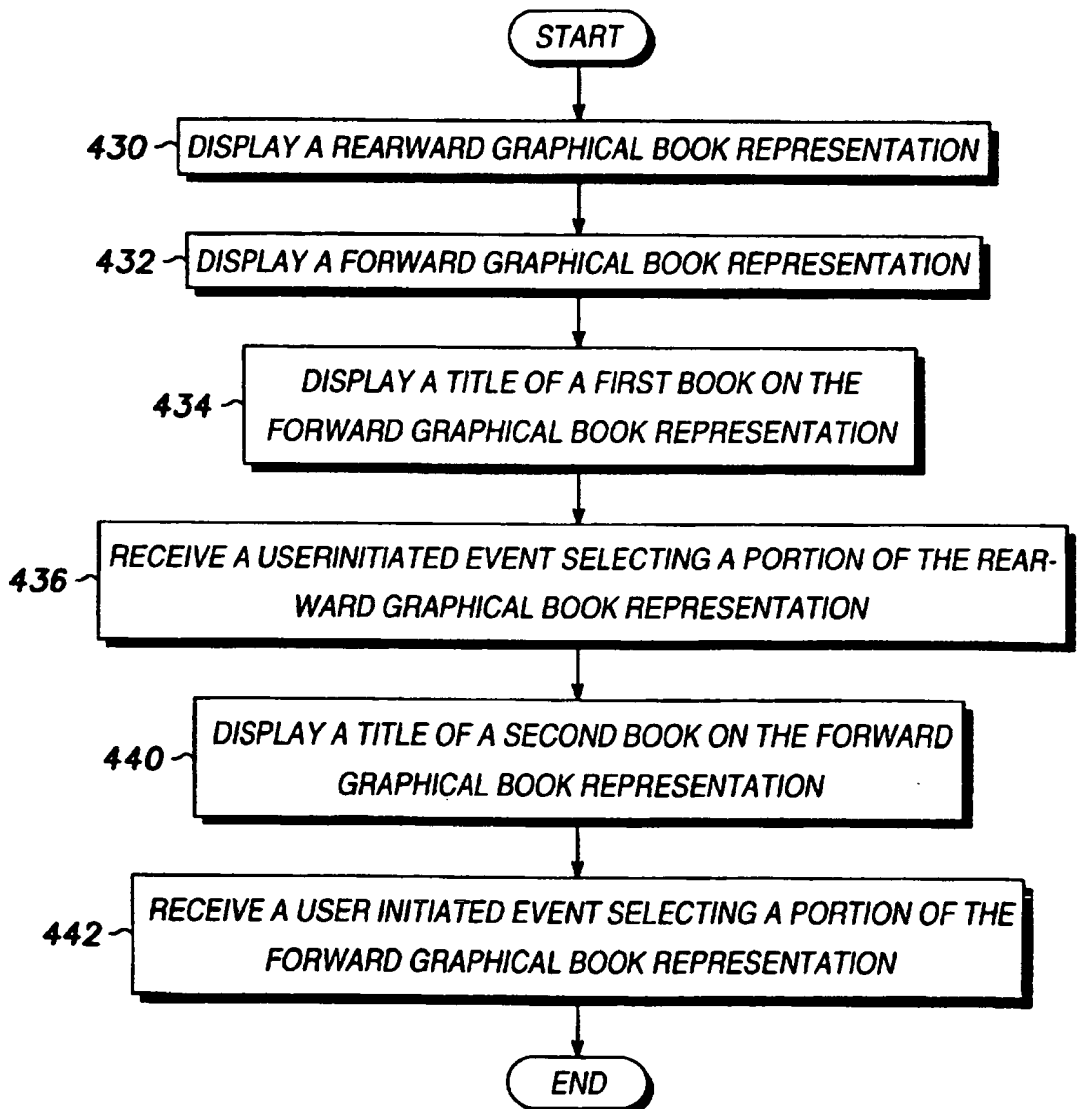 START
430
DISPLAY A REARWARD GRAPHICAL BOOK REPRESENTATION
432
DISPLAY A FORWARD GRAPHICAL BOOK REPRESENTATION
434
DISPLAY A TITLE OF A FIRST BOOK ON THE
FORWARD GRAPHICAL BOOK REPRESENTATION
436
RECEIVE A USERINITIATED EVENT SELECTING A PORTION OF THE REAR-
WARD GRAPHICAL BOOK REPRESENTATION
440
DISPLAY A TITLE OF A SECOND BOOK ON THE FORWARD
GRAPHICAL BOOK REPRESENTATION
442
RECEIVE A USER INITIATED EVENT SELECTING A PORTION OF THE
FORWARD GRAPHICAL BOOK REPRESENTATION
END